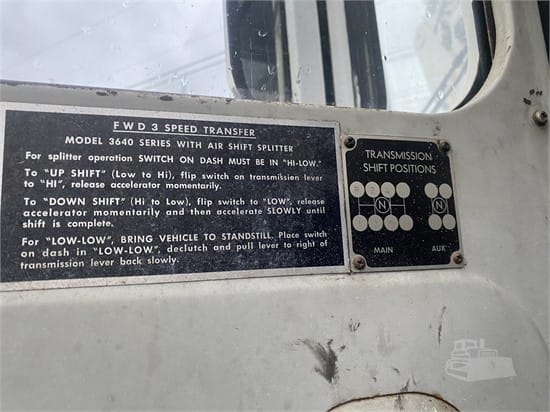 FWD 3 SPEED TRANSFER
MODEL 3640 SERIES WITH AIR SHIFT SPLITTER
For splitter operation SWITCH ON DASH MUST BE IN "HI-LOW."
To "UP SHIFT" (Low to Hi), flip switch on transmission lever
to "HI", release accelerator momentarily.
To "DOWN SHIFT" (Hi to Low), flip switch to "LOW", release
accelerator momentarily and then accelerate SLOWLY until
shift is complete.
For "LOW-LOW", BRING VEHICLE TO STANDSTILL. Place switch
on dash in "LOW-LOW", declutch and pull lever to right of
transmission lever back slowly.
TRANSMISSION
SHIFT POSITIONS
N N
MAIN AUX